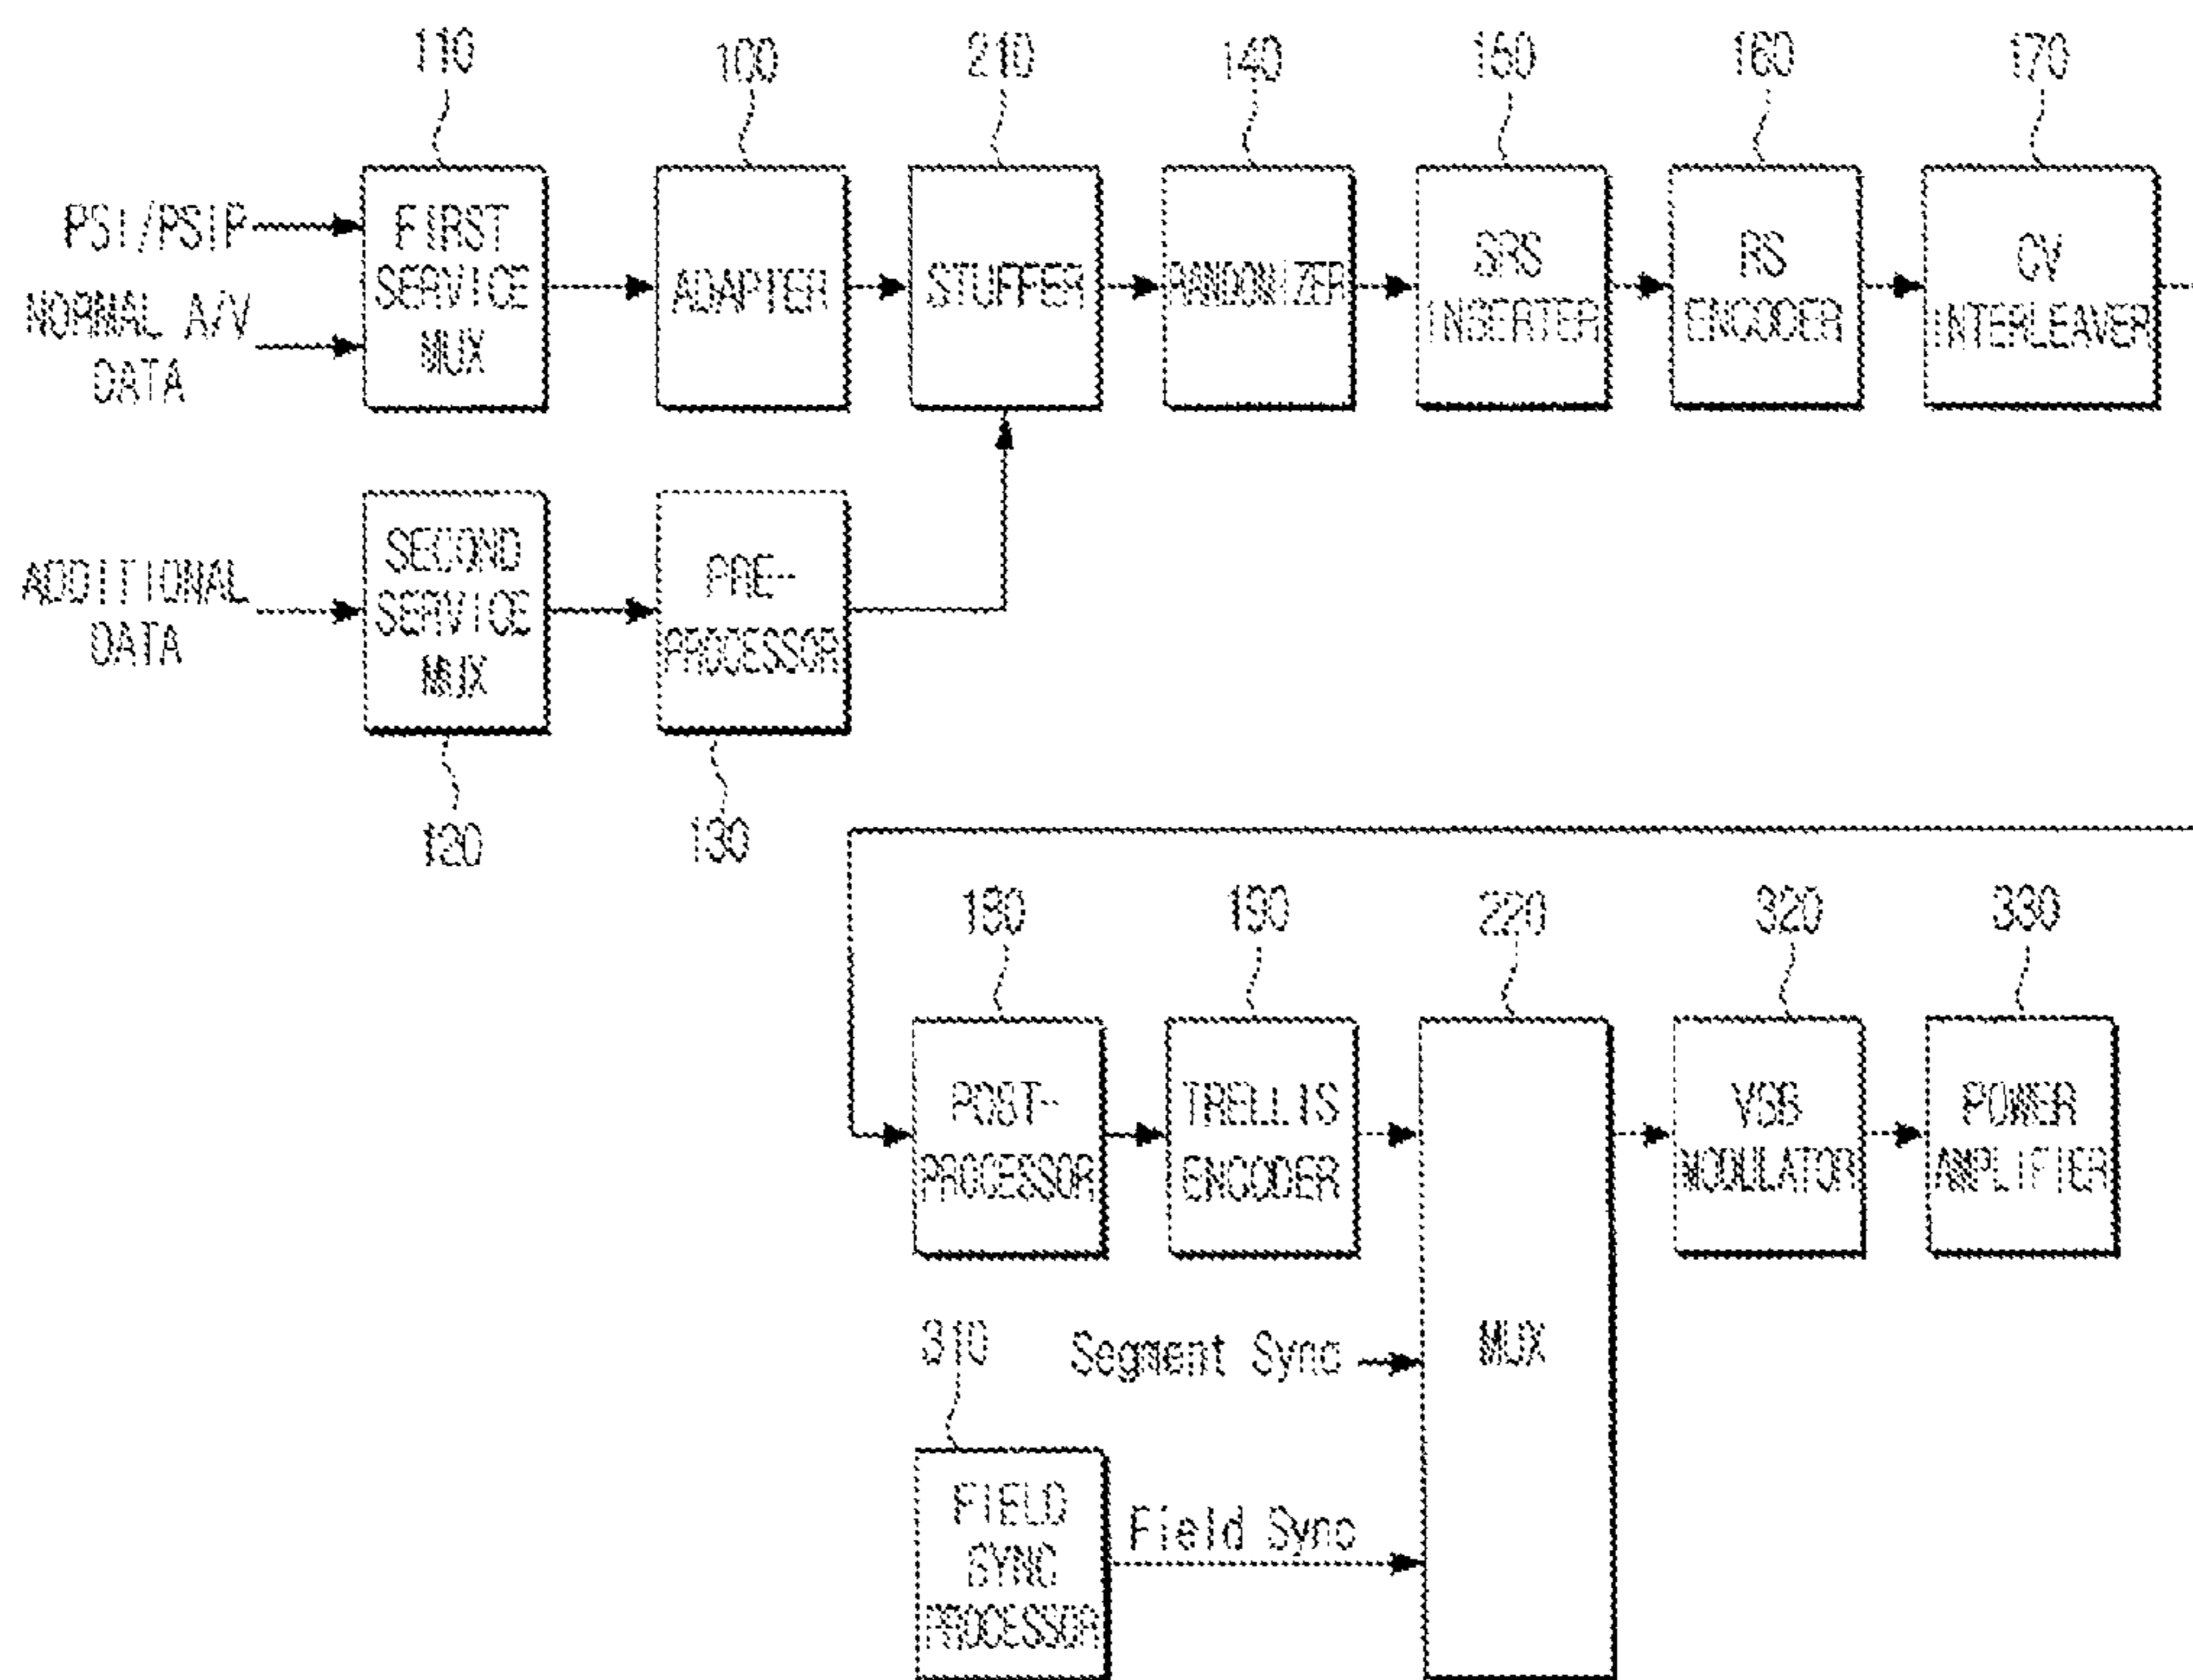 110
100
210
140
150
160
170
PSI/PSIP
NORMAL A/V
DATA
FIRST
SERVICE
MUX
ADAPTER
STUFFER
RANDOMIZER
SRS
INSERTER
RS
ENCODER
CV
INTERLEAVER
ADDITIONAL
DATA
SECOND
SERVICE
MUX
PRE-
PROCESSOR
120
130
180
190
220
320
330
POST-
PROCESSOR
TRELLIS
ENCODER
MUX
VSB
MODULATOR
POWER
AMPLIFIER
310
Segment Sync
FIELD
SYNC
PROCESSOR
Field Sync